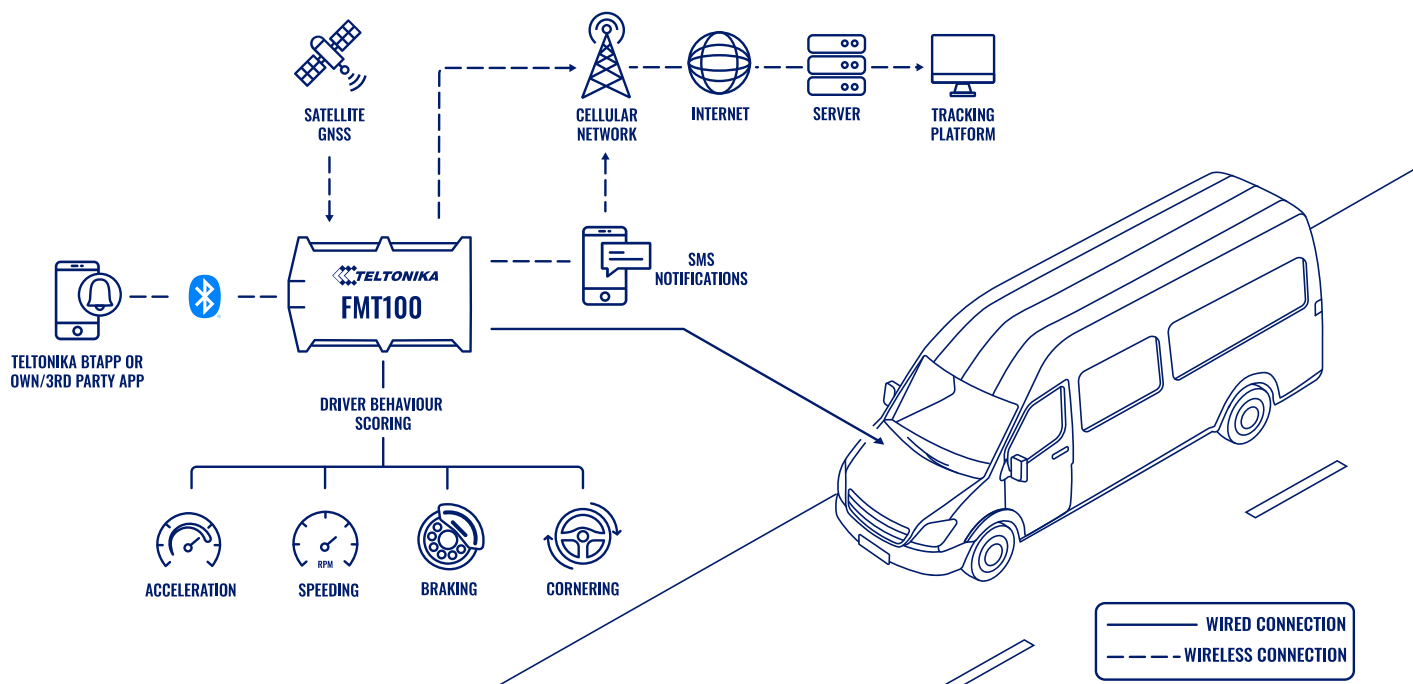 SATELLITE
GNSS
CELLULAR
NETWORK
INTERNET
SERVER
TRACKING
PLATFORM
TELTONIKA
FMT100
SMS
NOTIFICATIONS
TELTONIKA BTAPP OR
OWN/3RD PARTY APP
DRIVER BEHAVIOUR
SCORING
RPM
ACCELERATION
SPEEDING
BRAKING
CORNERING
WIRED CONNECTION
WIRELESS CONNECTION